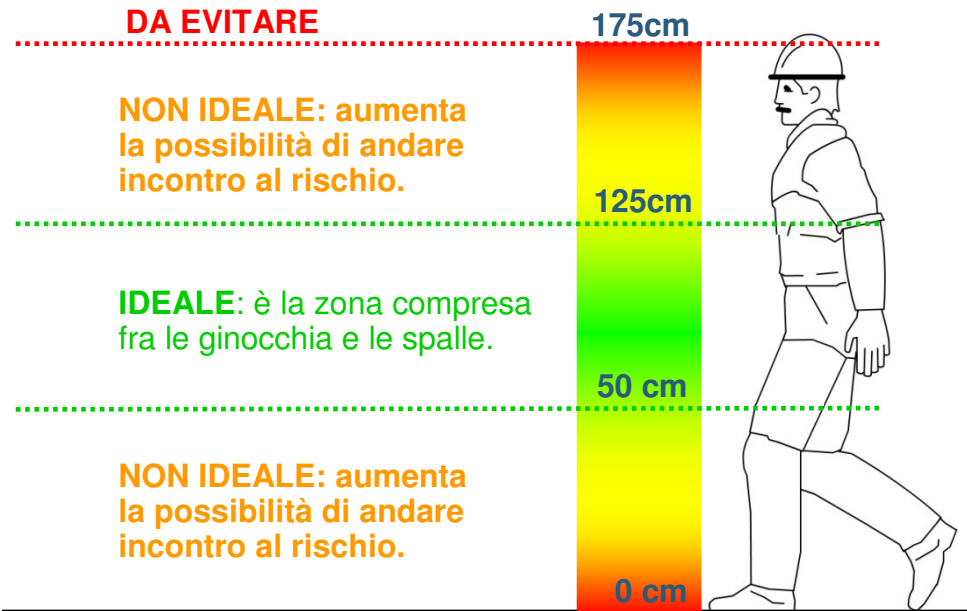 DA EVITARE
175cm
NON IDEALE: aumenta
la possibilità di andare
incontro al rischio.
125cm
IDEALE: è la zona compresa
fra le ginocchia e le spalle.
50 cm
NON IDEALE: aumenta
la possibilità di andare
incontro al rischio.
0 cm